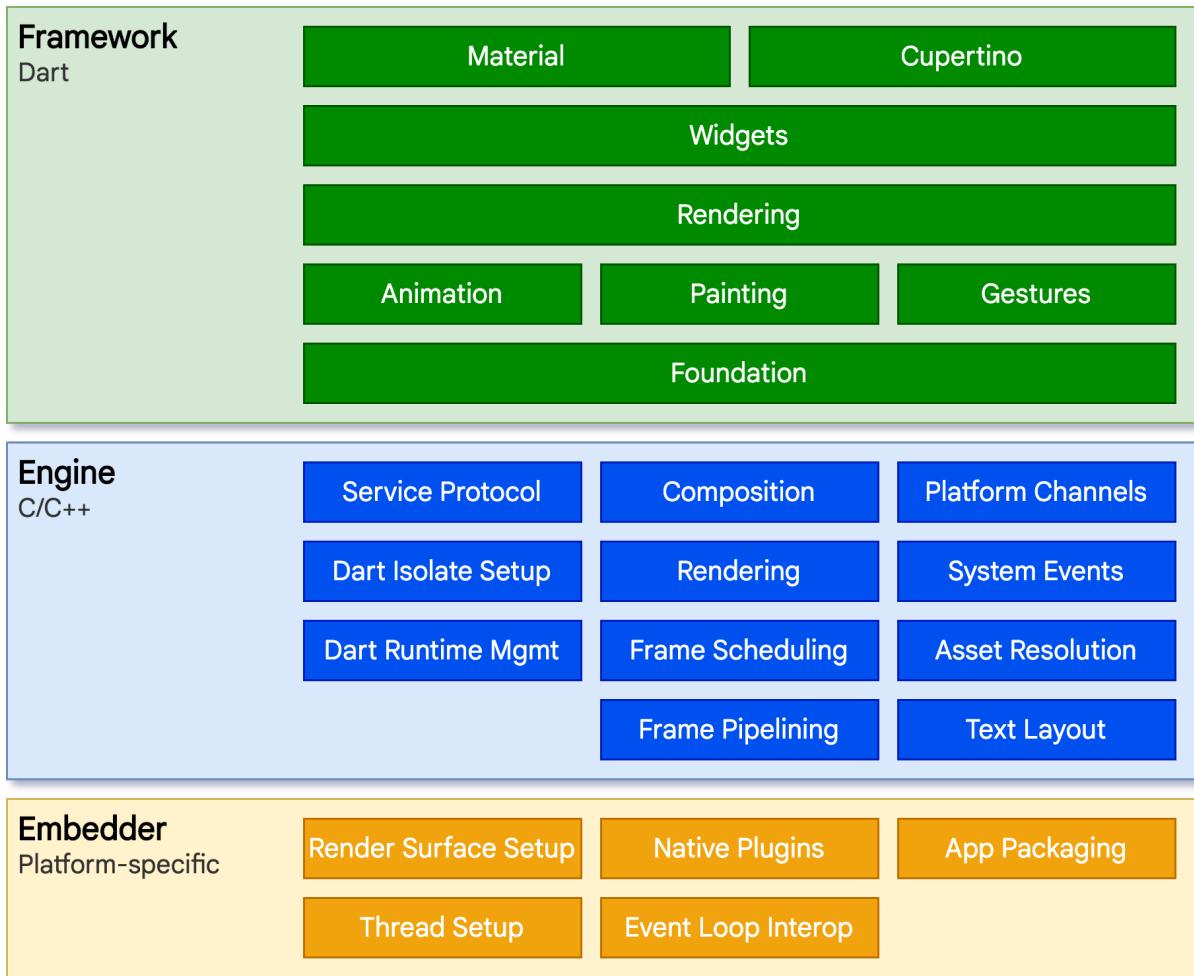 Framework
Dart
Material
Cupertino
Widgets
Rendering
Animation
Painting
Gestures
Foundation
Engine
C/C++
Service Protocol
Composition
Platform Channels
Dart Isolate Setup
Rendering
System Events
Dart Runtime Mgmt
Frame Scheduling
Asset Resolution
Frame Pipelining
Text Layout
Embedder
Platform-specific
Render Surface Setup
Native Plugins
App Packaging
Thread Setup
Event Loop Interop